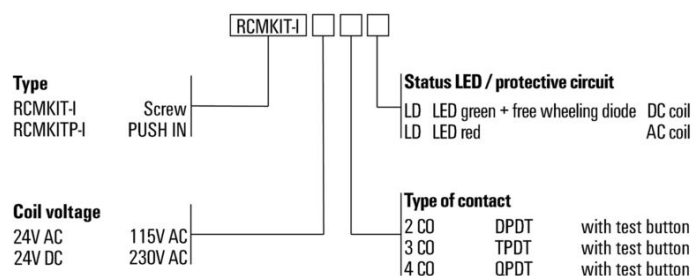 RCMKIT-I
Type
RCMKIT-I Screw
RCMKITP-I PUSH IN
Status LED / protective circuit
LD LED green + free wheeling diode DC coil
LD LED red AC coil
Coil voltage
24V AC 115V AC
24V DC 230V AC
Type of contact
2 CO DPDT with test button
3 CO TPDT with test button
4 CO QPDT with test button